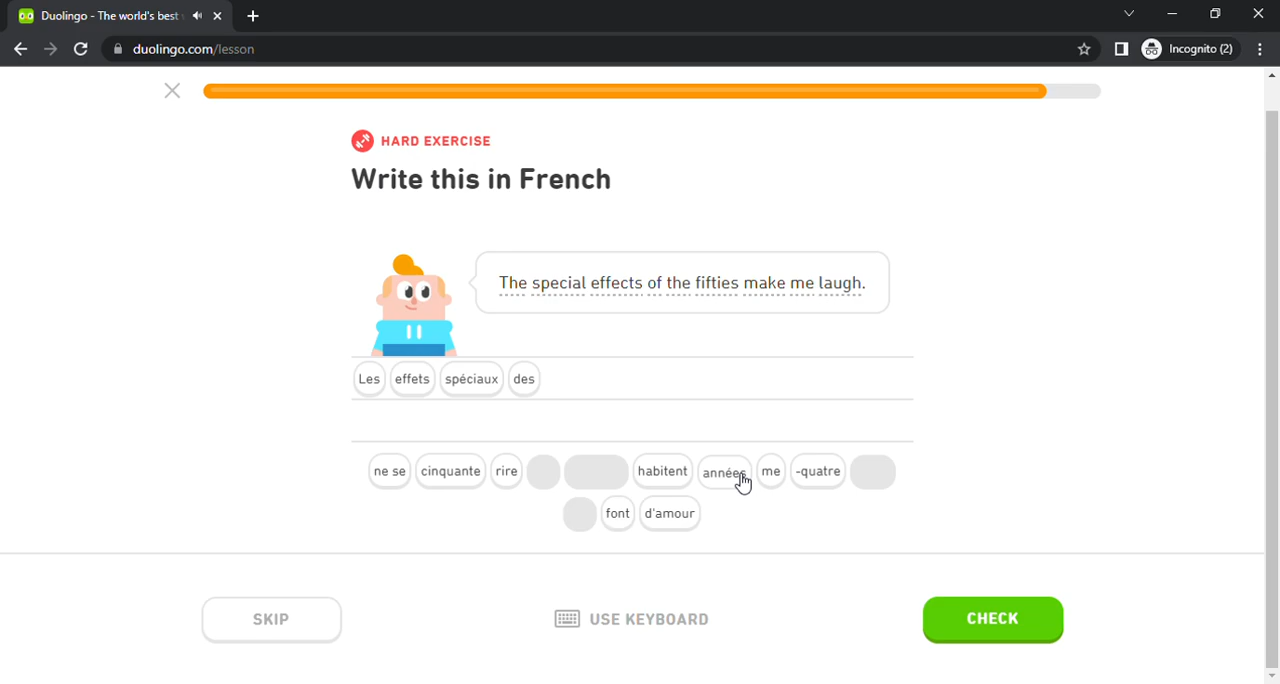 Duolingo - The world's best
duolingo.com/lesson
Incognito (2)
HARD EXERCISE
Write this in French
The special effects of the fifties make me laugh.
Les effets spéciaux des
ne se cinquante rire habitent années me -quatre
font d'amour
SKIP
USE KEYBOARD
CHECK